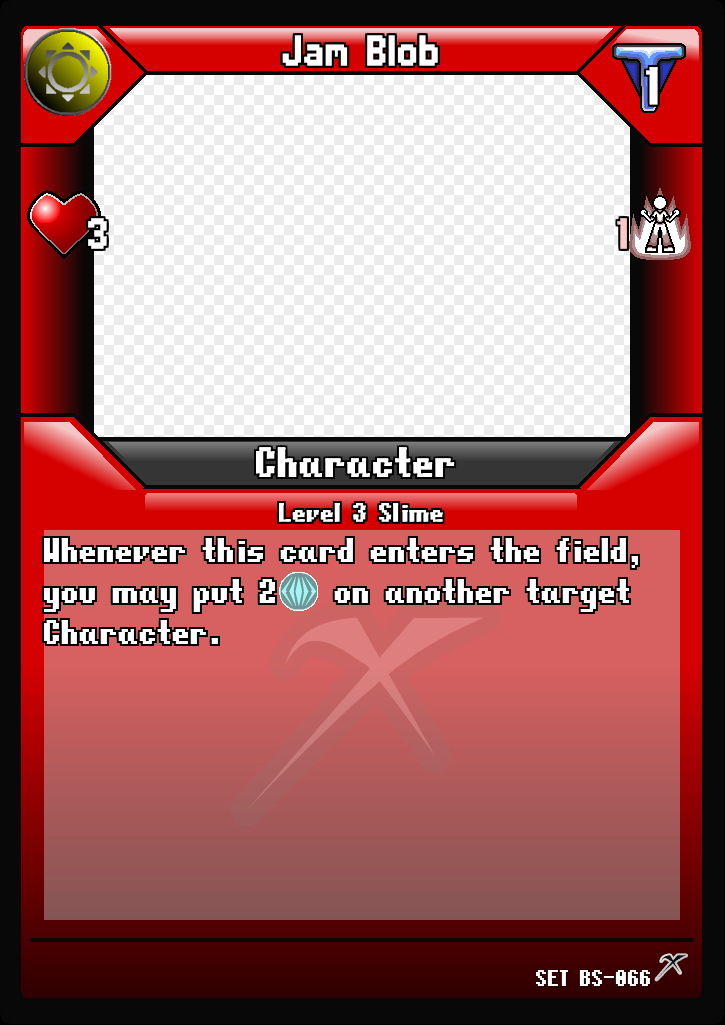 Jam Blob
1
3
1
Character
Level 3 Slime
Whenever this card enters the field,
you may put 2 on another target
Character.
SET BS-066